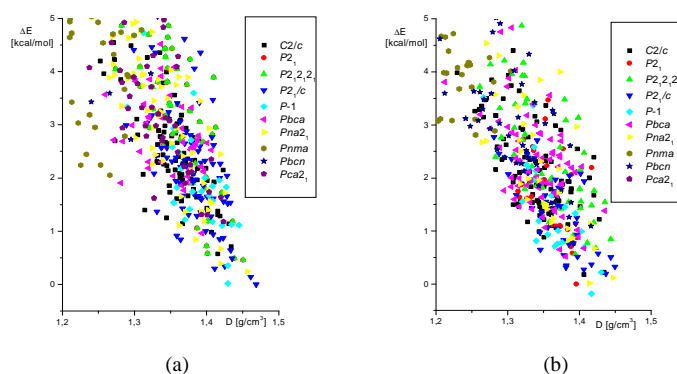 ΔE
[kcal/mol]
5
4
3
2
1
0
1,2 1,3 1,4 1,5
D [g/cm³]
C2/c
P2₁
P2₁2₁2₁
P2₁/c
P-1
Pbca
Pna2₁
Pnma
Pbcn
Pca2₁
(a)
ΔE
[kcal/mol]
5
4
3
2
1
0
1,2 1,3 1,4 1,5
D [g/cm³]
C2/c
P2₁
P2₁2₁2
P2₁/c
P-1
Pbca
Pna2₁
Pnma
Pbcn
Pca2₁
(b)